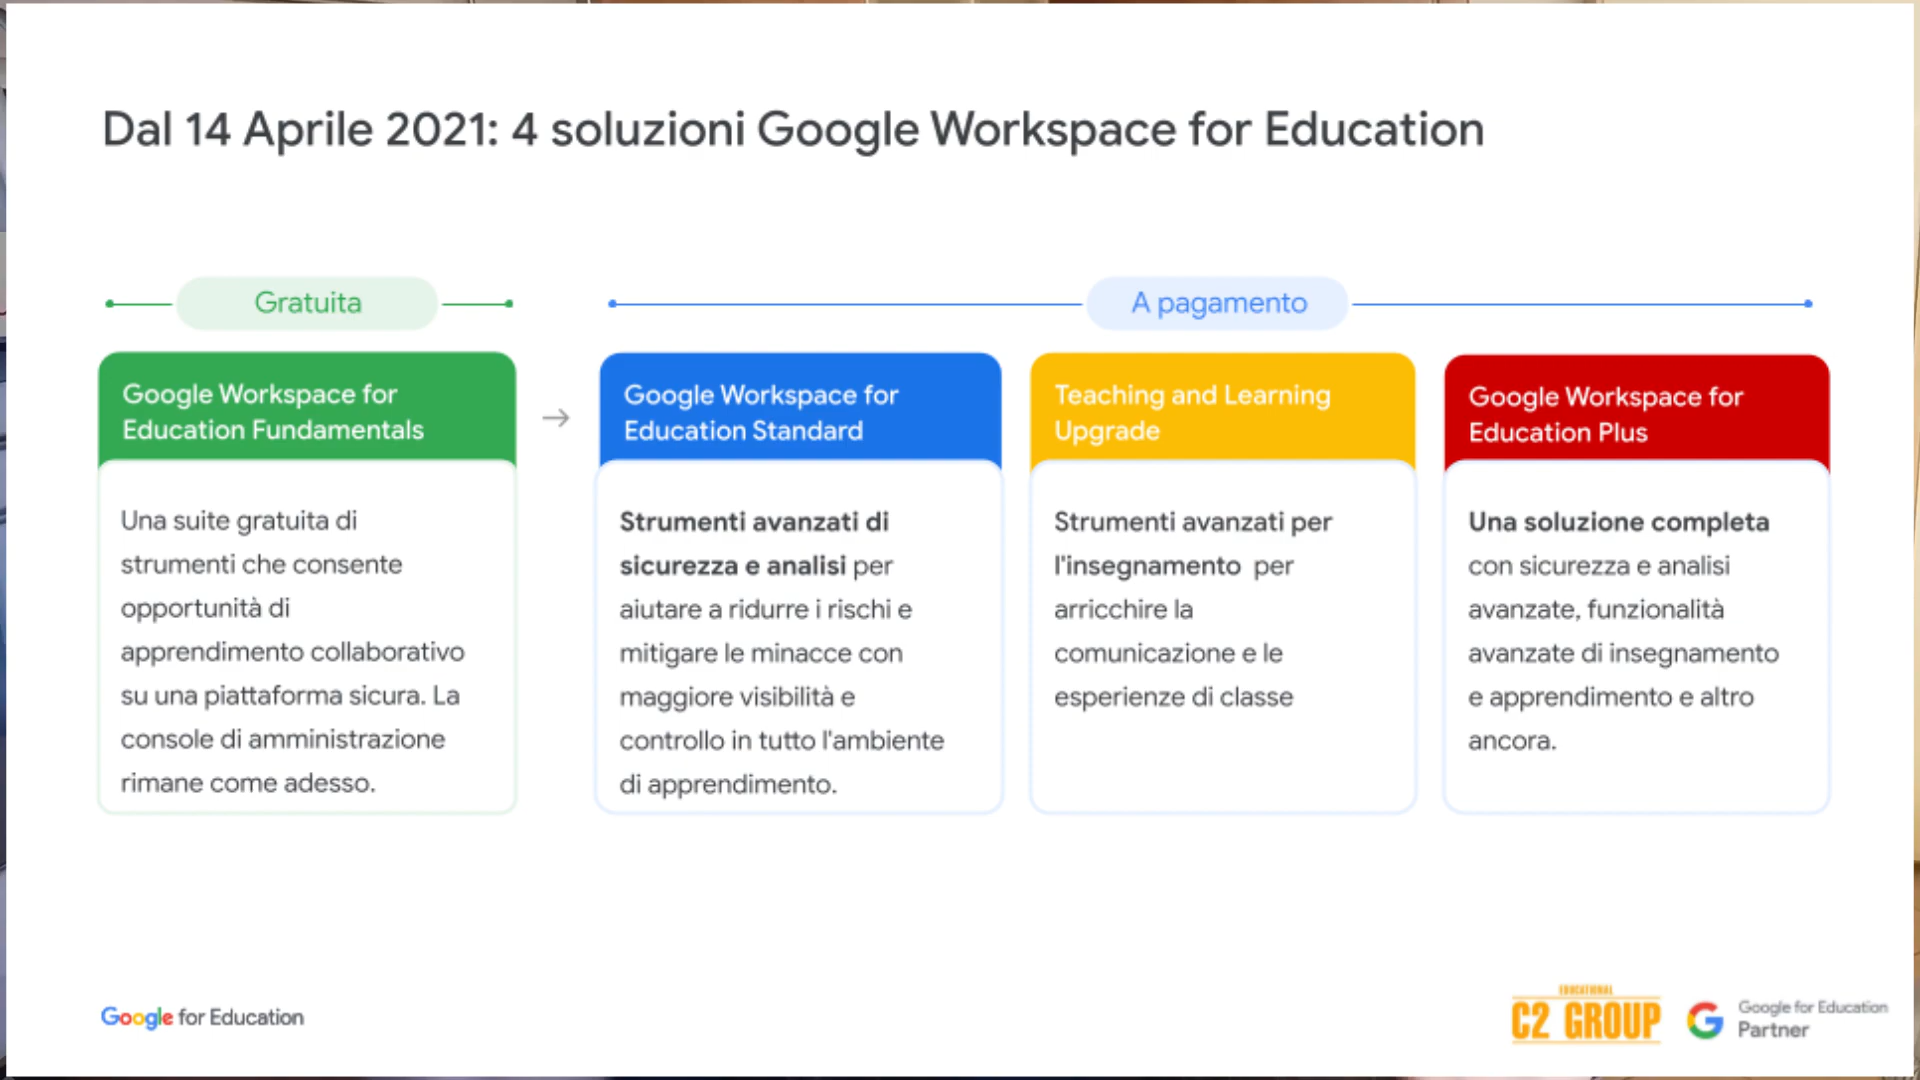 Dal 14 Aprile 2021: 4 soluzioni Google Workspace for Education
Gratuita
A pagamento
Google Workspace for
Education Fundamentals
Una suite gratuita di
strumenti che consente
opportunità di
apprendimento collaborativo
su una piattaforma sicura. La
console di amministrazione
rimane come adesso.
→
Google Workspace for
Education Standard
Strumenti avanzati di
sicurezza e analisi per
aiutare a ridurre i rischi e
mitigare le minacce con
maggiore visibilità e
controllo in tutto l'ambiente
di apprendimento.
Teaching and Learning
Upgrade
Strumenti avanzati per
l'insegnamento per
arricchire la
comunicazione e le
esperienze di classe
Google Workspace for
Education Plus
Una soluzione completa
con sicurezza e analisi
avanzate, funzionalità
avanzate di insegnamento
e apprendimento e altro
ancora.
Google for Education
EDUCATIONAL
C2 GROUP
Google for Education
Partner